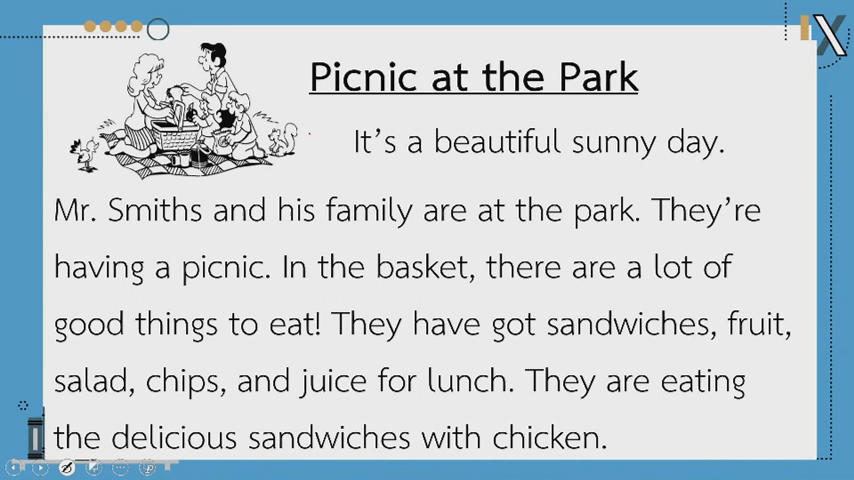 Picnic at the Park
It's a beautiful sunny day.
Mr. Smiths and his family are at the park. They're
having a picnic. In the basket, there are a lot of
good things to eat! They have got sandwiches, fruit,
salad, chips, and juice for lunch. They are eating
the delicious sandwiches with chicken.